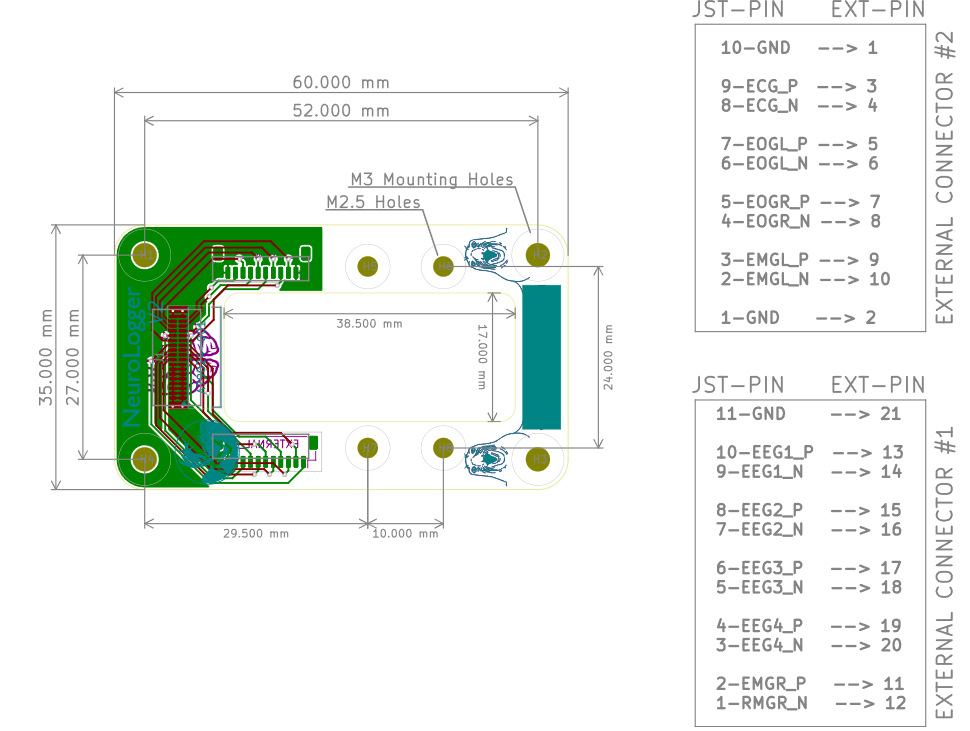 60.000 mm
52.000 mm
M3 Mounting Holes
M2.5 Holes
35.000 mm
27.000 mm
38.500 mm
17.000 mm
24.000 mm
29.500 mm
10.000 mm
NeuroLogger
V2
EXTERNA
H2
H3
H4
JST-PIN EXT-PIN
10-GND --> 1
9-ECG_P --> 3
8-ECG_N --> 4
7-EOGL_P --> 5
6-EOGL_N --> 6
5-EOGR_P --> 7
4-EOGR_N --> 8
3-EMGL_P --> 9
2-EMGL_N --> 10
1-GND --> 2
EXTERNAL CONNECTOR #2
JST-PIN EXT-PIN
11-GND --> 21
10-EEG1_P --> 13
9-EEG1_N --> 14
8-EEG2_P --> 15
7-EEG2_N --> 16
6-EEG3_P --> 17
5-EEG3_N --> 18
4-EEG4_P --> 19
3-EEG4_N --> 20
2-EMGR_P --> 11
1-RMGR_N --> 12
EXTERNAL CONNECTOR #1